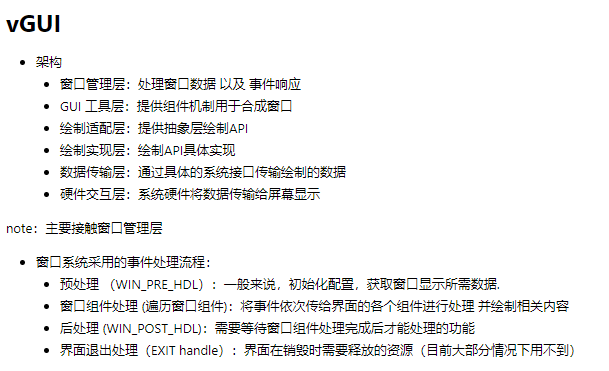 vGUI
架构
窗口管理层：处理窗口数据 以及 事件响应
GUI 工具层：提供组件机制用于合成窗口
绘制适配层：提供抽象层绘制API
绘制实现层：绘制API具体实现
数据传输层：通过具体的系统接口传输绘制的数据
硬件交互层：系统硬件将数据传输给屏幕显示
note：主要接触窗口管理层
窗口系统采用的事件处理流程：
预处理 （WIN_PRE_HDL）：一般来说，初始化配置，获取窗口显示所需数据.
窗口组件处理 (遍历窗口组件)：将事件依次传给界面的各个组件进行处理 并绘制相关内容
后处理 (WIN_POST_HDL)：需要等待窗口组件处理完成后才能处理的功能
界面退出处理（EXIT handle）：界面在销毁时需要释放的资源（目前大部分情况下用不到）